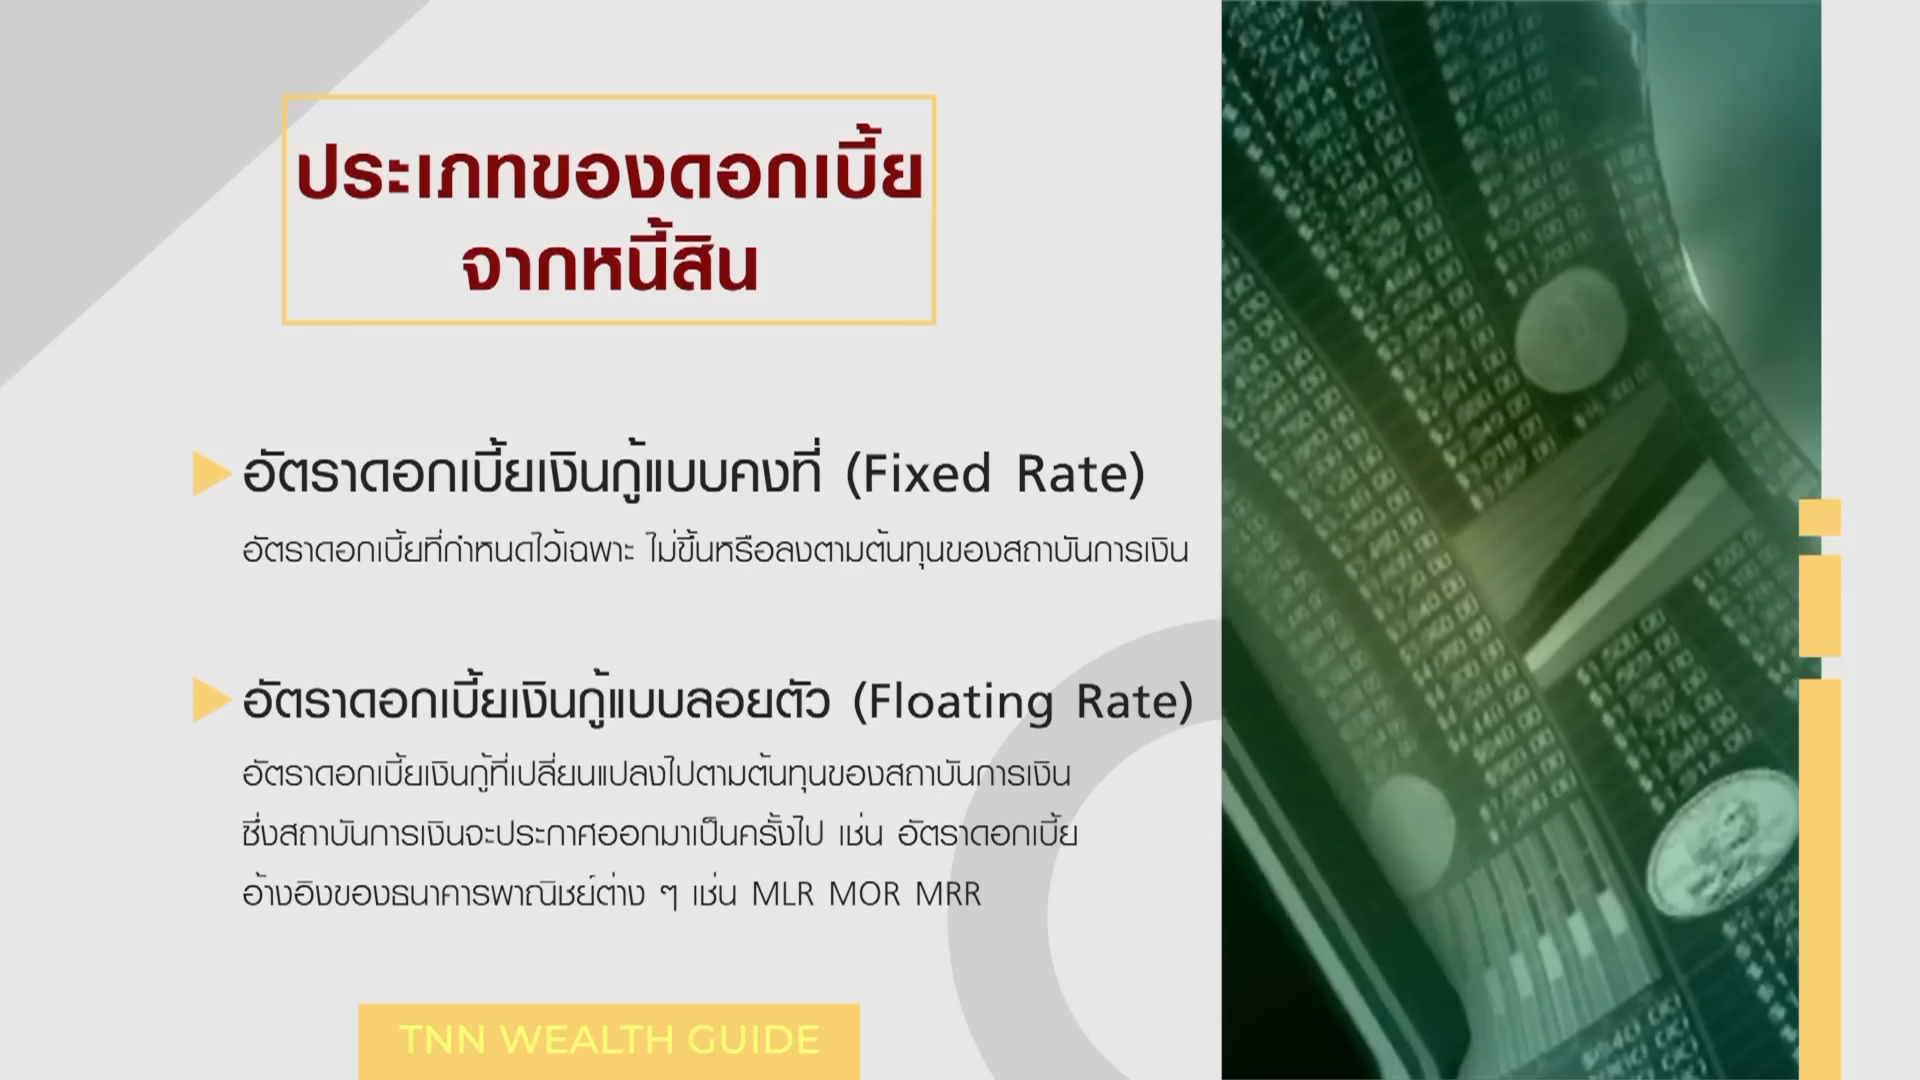 ประเภทของดอกเบี้ย
จากหนี้สิน
อัตราดอกเบี้ยเงินกู้แบบคงที่ (Fixed Rate)
อัตราดอกเบี้ยที่กำหนดไว้เฉพาะ ไม่ขึ้นหรือลงตามต้นทุนของสถาบันการเงิน
อัตราดอกเบี้ยเงินกู้แบบลอยตัว (Floating Rate)
อัตราดอกเบี้ยเงินกู้ที่เปลี่ยนแปลงไปตามต้นทุนของสถาบันการเงิน
ซึ่งสถาบันการเงินจะประกาศออกมาเป็นครั้งไป เช่น อัตราดอกเบี้ย
อ้างอิงของธนาคารพาณิชย์ต่าง ๆ เช่น MLR MOR MRR
TNN WEALTH GUIDE